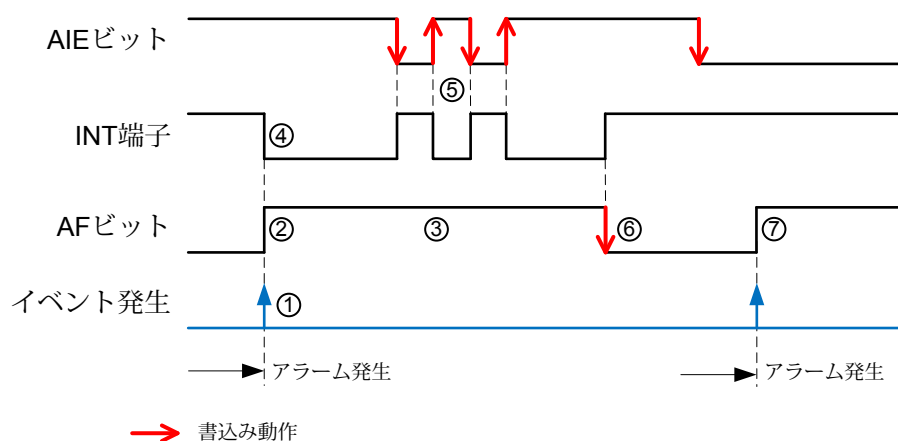 AIEビット
⑤
INT端子
④
AFビット
②
③
⑥
⑦
イベント発生
①
アラーム発生
アラーム発生
書込み動作